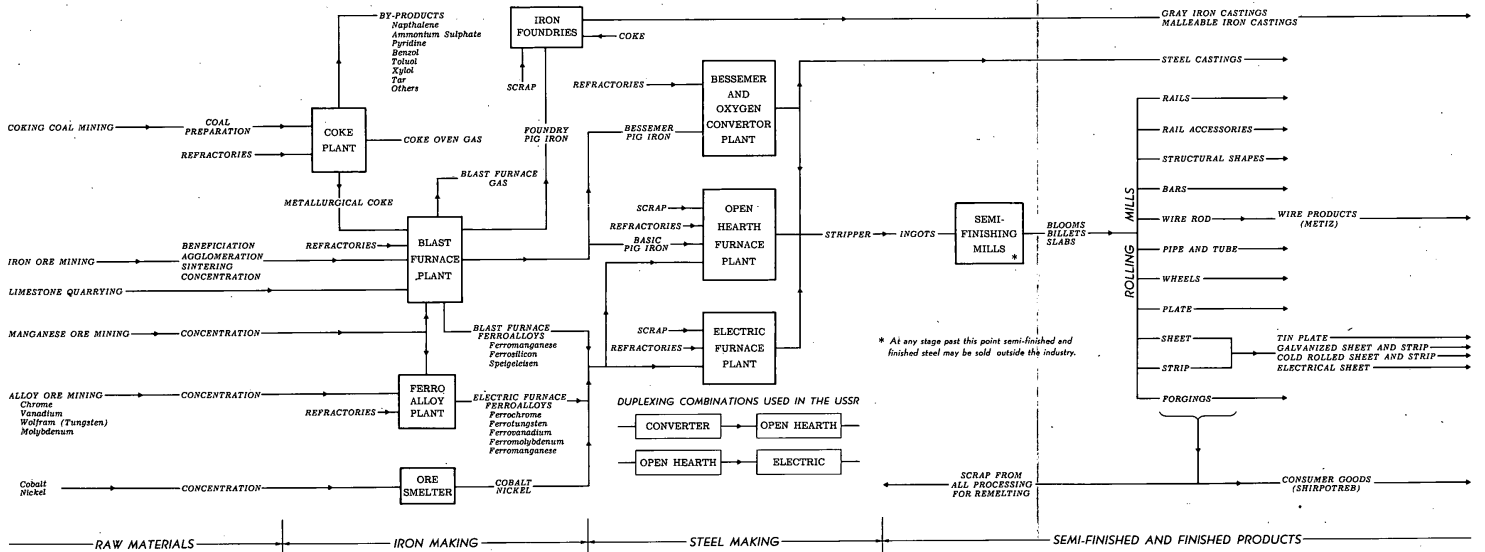 BY-PRODUCTS
Napthalene
Ammontum Sulphate
Pyridine
Benzol
Toluol
Xylol
Tar
Others
IRON
FOUNDRIES
COKE
SCRAP
GRAY IRON CASTINGS
MALLEABLE IRON CASTINGS
STEEL CASTINGS
COKING COAL MINING
COAL
PREPARATION
REFRACTORIES
COKE
PLANT
COKE OVEN GAS
METALLURGICAL COKE
FOUNDRY
PIG IRON
BLAST FURNACE
GAS
REFRACTORIES
BESSEMER
PIG IRON
BESSEMER
AND
OXYGEN
CONVERTOR
PLANT
IRON ORE MINING
BENEFICIATION
AGGLOMERATION
SINTERING
CONCENTRATION
REFRACTORIES
LIMESTONE QUARRYING
BLAST
FURNACE
PLANT
SCRAP
REFRACTORIES
BASIC
PIG IRON
OPEN
HEARTH
FURNACE
PLANT
STRIPPER
INGOTS
SEMI-
FINISHING
MILLS
*
BLOOMS
BILLETS
SLABS
ROLLING MILLS
RAILS
RAIL ACCESSORIES
STRUCTURAL SHAPES
BARS
WIRE ROD
WIRE PRODUCTS
(METIZ)
PIPE AND TUBE
WHEELS
PLATE
SHEET
STRIP
TIN PLATE
GALVANIZED SHEET AND STRIP
COLD ROLLED SHEET AND STRIP
ELECTRICAL SHEET
FORGINGS
MANGANESE ORE MINING
CONCENTRATION
BLAST FURNACE
FERROALLOYS
Ferromanganese
Ferrosilicon
Speigeleisen
SCRAP
REFRACTORIES
ELECTRIC
FURNACE
PLANT
* At any stage past this point semi-finished and
finished steel may be sold outside the industry.
ALLOY ORE MINING
Chrome
Vanadium
Wolfram (Tungsten)
Molybdenum
CONCENTRATION
REFRACTORIES
FERRO
ALLOY
PLANT
ELECTRIC FURNACE
FERROALLOYS
Ferrochrome
Ferrotungsten
Ferrovanadium
Ferromolybdenum
Ferromanganese
DUPLEXING COMBINATIONS USED IN THE USSR
CONVERTER
OPEN HEARTH
OPEN HEARTH
ELECTRIC
Cobalt
Nickel
CONCENTRATION
ORE
SMELTER
COBALT
NICKEL
SCRAP FROM
ALL PROCESSING
FOR REMELTING
CONSUMER GOODS
(SHIRPOTREB)
RAW MATERIALS
IRON MAKING
STEEL MAKING
SEMI-FINISHED AND FINISHED PRODUCTS